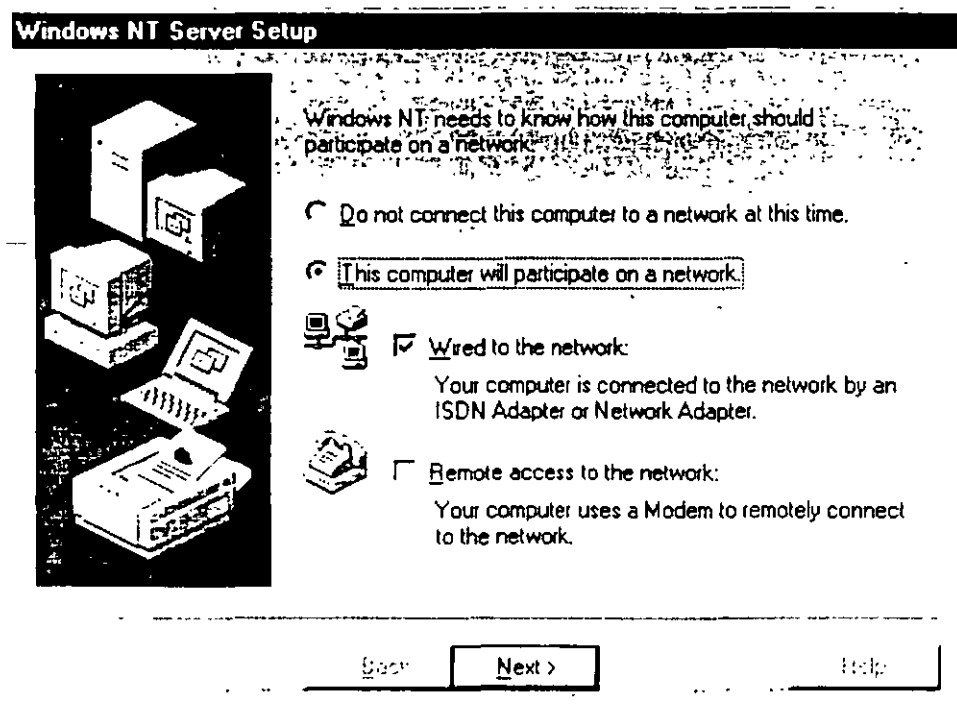 Windows NT Server Setup
Windows NT needs to know how this computer should
participate on a network.
Do not connect this computer to a network at this time.
This computer will participate on a network.
Wired to the network:
Your computer is connected to the network by an
ISDN Adapter or Network Adapter.
Remote access to the network:
Your computer uses a Modem to remotely connect
to the network.
Back
Next >
Help